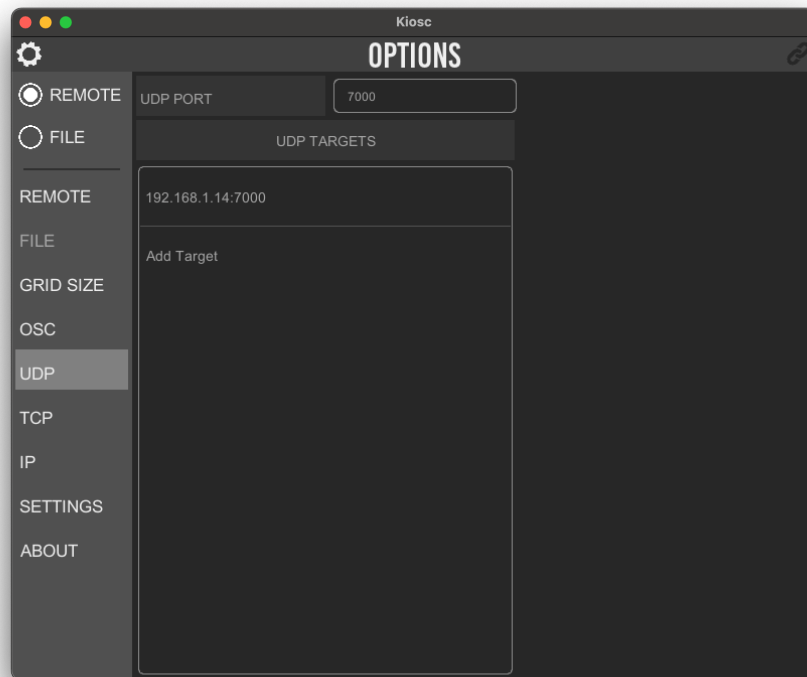 Kiosc
OPTIONS
REMOTE
FILE
REMOTE
FILE
GRID SIZE
OSC
UDP
TCP
IP
SETTINGS
ABOUT
UDP PORT 7000
UDP TARGETS
192.168.1.14:7000
Add Target